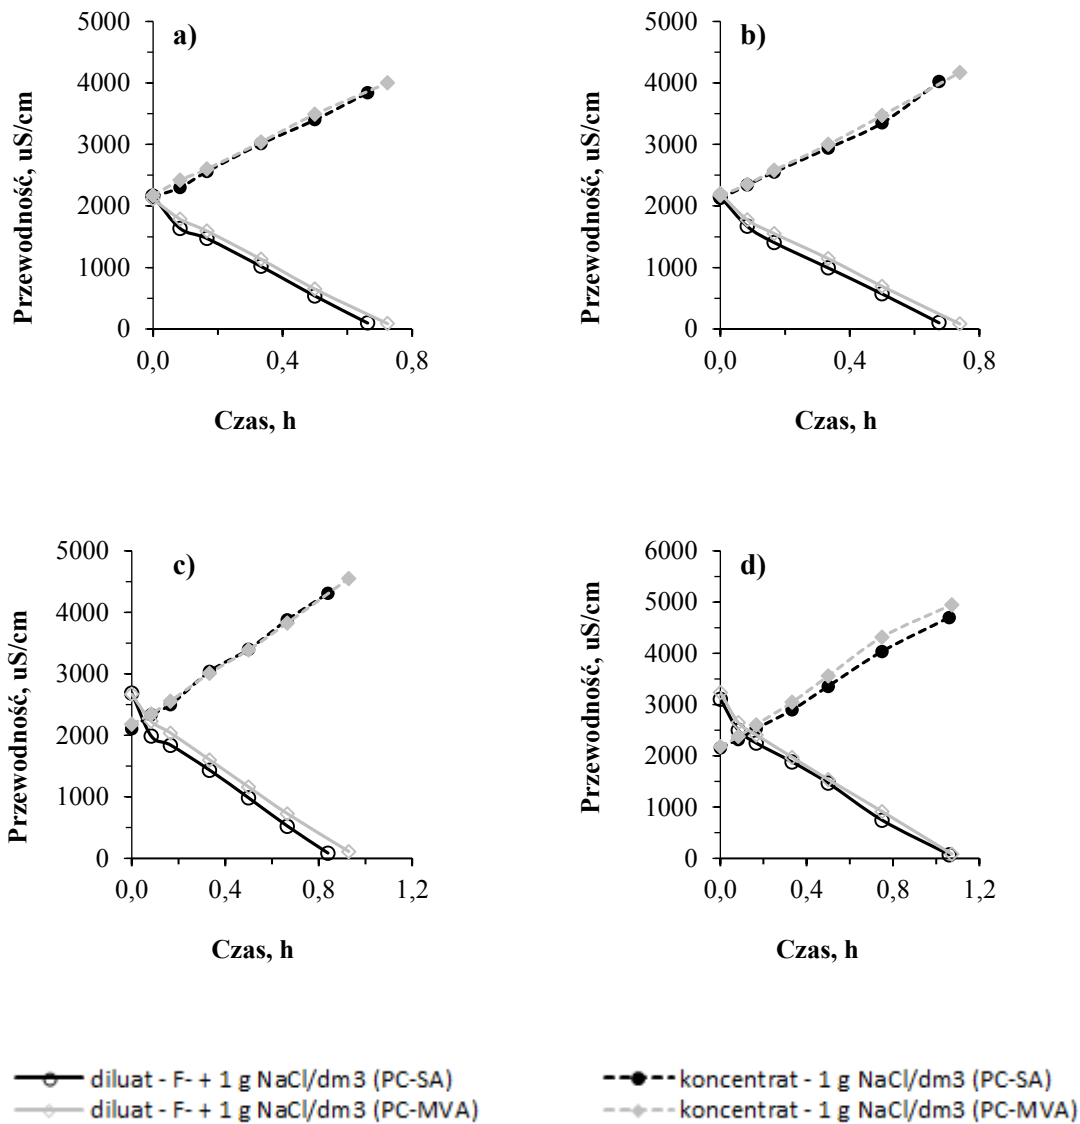 a)
Przewodność, uS/cm
5000
4000
3000
2000
1000
0
0,0 0,4 0,8
Czas, h
b)
Przewodność, uS/cm
5000
4000
3000
2000
1000
0
0,0 0,4 0,8
Czas, h
c)
Przewodność, uS/cm
5000
4000
3000
2000
1000
0
0,0 0,4 0,8 1,2
Czas, h
d)
Przewodność, uS/cm
6000
5000
4000
3000
2000
1000
0
0,0 0,4 0,8 1,2
Czas, h
diluat - F- + 1 g NaCl/dm3 (PC-SA)
diluat - F- + 1 g NaCl/dm3 (PC-MVA)
koncentrat - 1 g NaCl/dm3 (PC-SA)
koncentrat - 1 g NaCl/dm3 (PC-MVA)